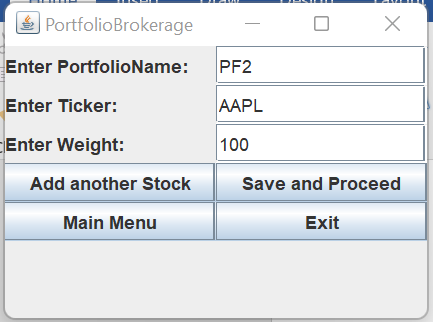 PortfolioBrokerage
Enter PortfolioName: PF2
Enter Ticker: AAPL
Enter Weight: 100
Add another Stock Save and Proceed
Main Menu Exit